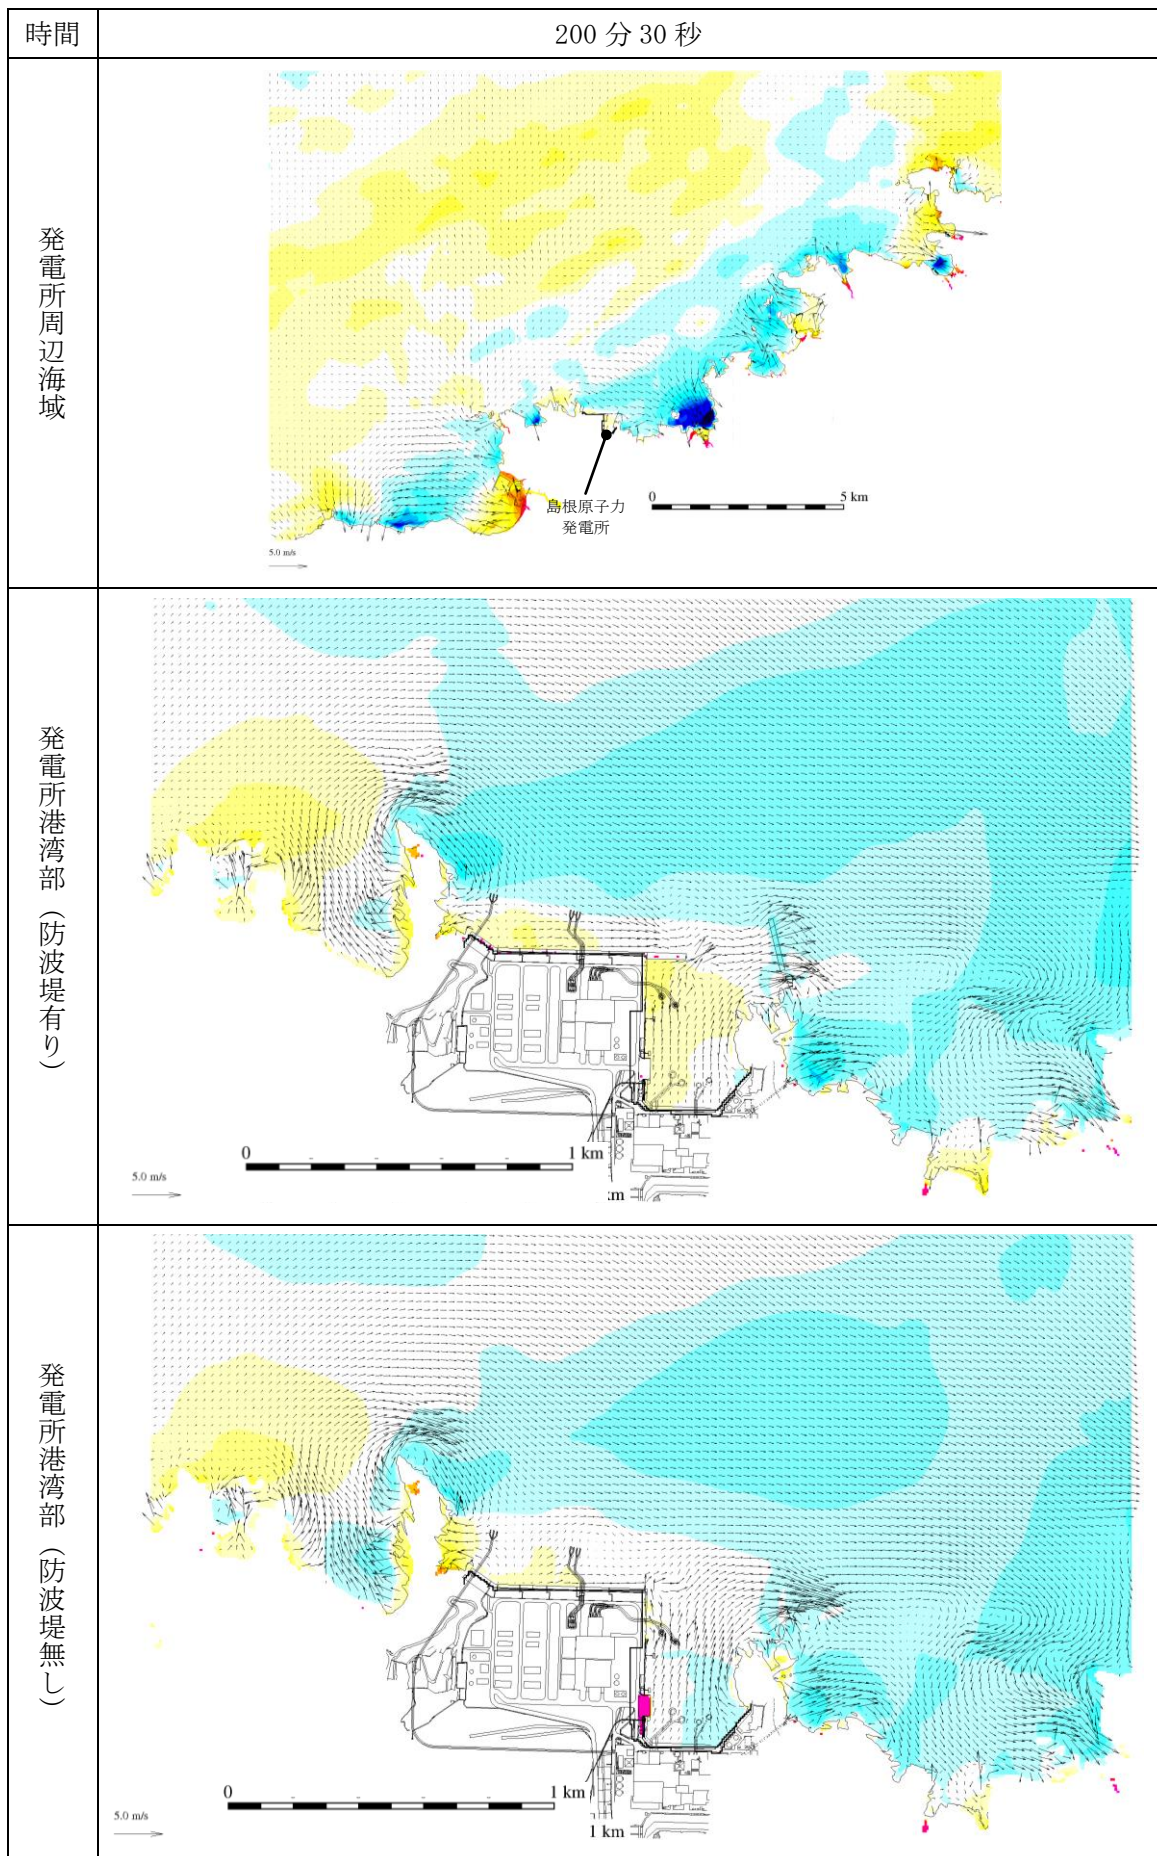 時間
200 分 30 秒
発電所周辺海域
島根原子力
発電所
0 5 km
5.0 m/s
発電所港湾部（防波堤有り）
0 1 km
5.0 m/s
km
発電所港湾部（防波堤無し）
0 1 km
5.0 m/s
1 km